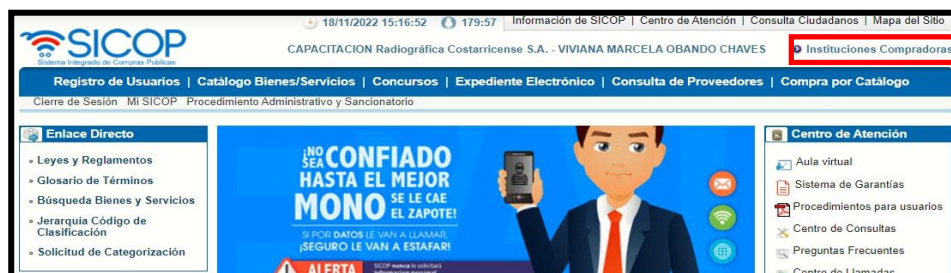 18/11/2022 15:16:52 179:57 Información de SICOP | Centro de Atención | Consulta Ciudadanos | Mapa del Sitio
SICOP
Sistema Integrado de Compras Públicas
CAPACITACION Radiográfica Costarricense S.A. - VIVIANA MARCELA OBANDO CHAVES
Instituciones Compradoras
Registro de Usuarios | Catálogo Bienes/Servicios | Concursos | Expediente Electrónico | Consulta de Proveedores | Compra por Catálogo
Cierre de Sesión Mi SICOP Procedimiento Administrativo y Sancionatorio
Enlace Directo
Leyes y Reglamentos
Glosario de Términos
Búsqueda Bienes y Servicios
Jerarquía Código de
Clasificación
Solicitud de Categorización
¡NO SEA CONFIADO
HASTA EL MEJOR
MONO SE LE CAE
EL ZAPOTE!
SI POR DATOS LE VAN A LLAMAR,
¡SEGURO LE VAN A ESTAFAR!
ALERTA
SICOP nunca le solicitará
información personal
Centro de Atención
Aula virtual
Sistema de Garantías
Procedimientos para usuarios
Centro de Consultas
Preguntas Frecuentes
Centro de Llamadas